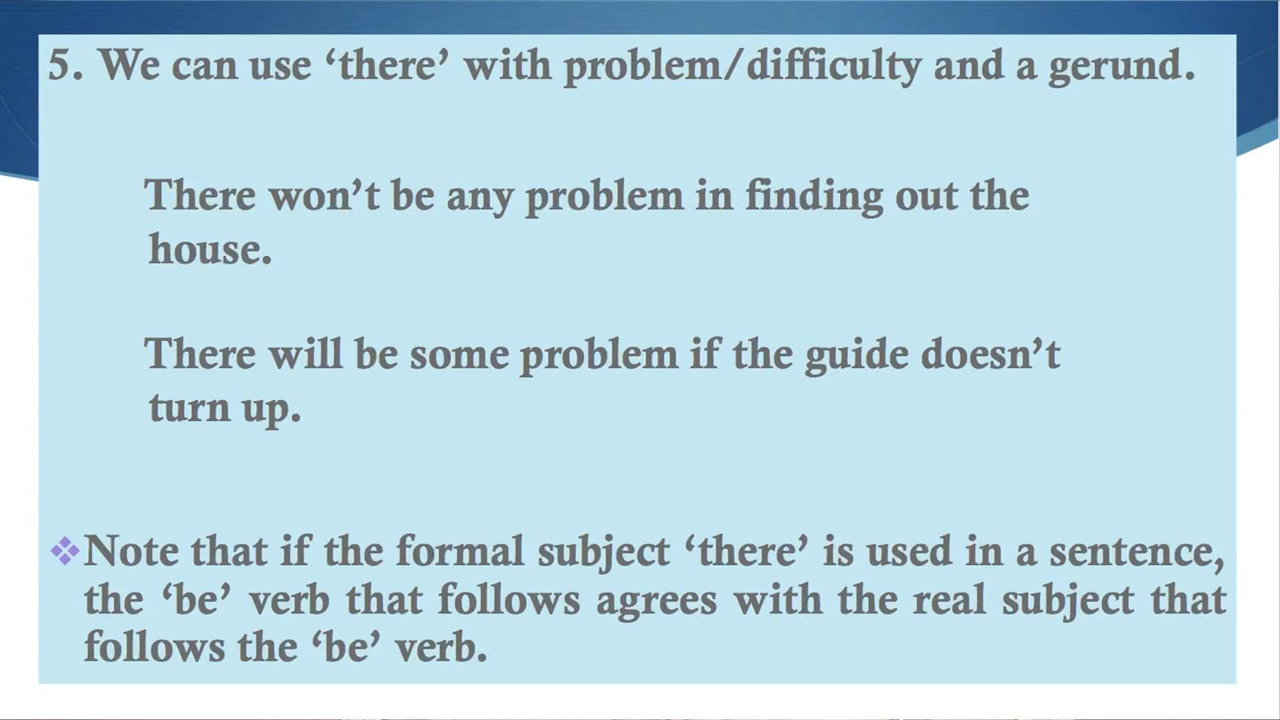 5. We can use ‘there’ with problem/difficulty and a gerund.
There won’t be any problem in finding out the
house.
There will be some problem if the guide doesn’t
turn up.
❖Note that if the formal subject ‘there’ is used in a sentence,
the ‘be’ verb that follows agrees with the real subject that
follows the ‘be’ verb.